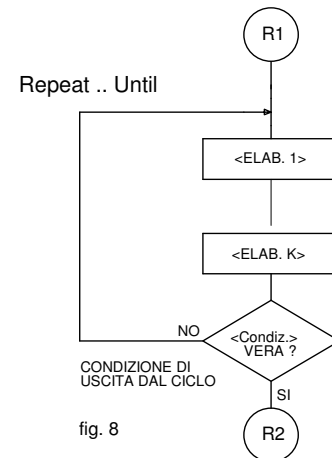 R1
Repeat .. Until
<ELAB. 1>
<ELAB. K>
NO
<Condiz.>
VERA ?
CONDIZIONE DI
USCITA DAL CICLO
SI
fig. 8
R2